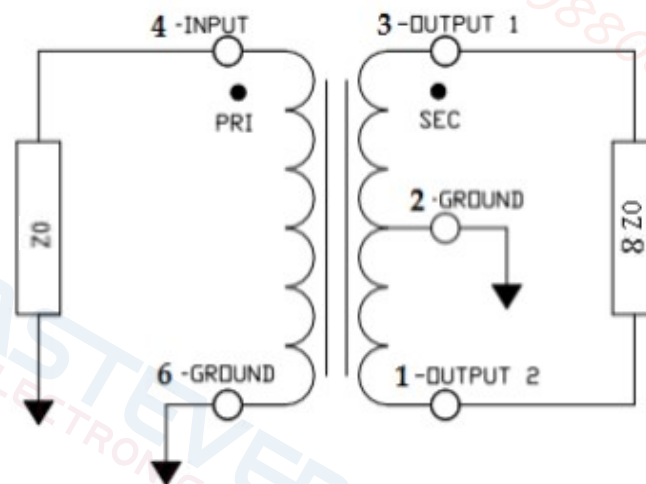 4 -INPUT
3 -OUTPUT 1
PRI
SEC
2 -GROUND
Z0
8 Z0
6 -GROUND
1 -OUTPUT 2